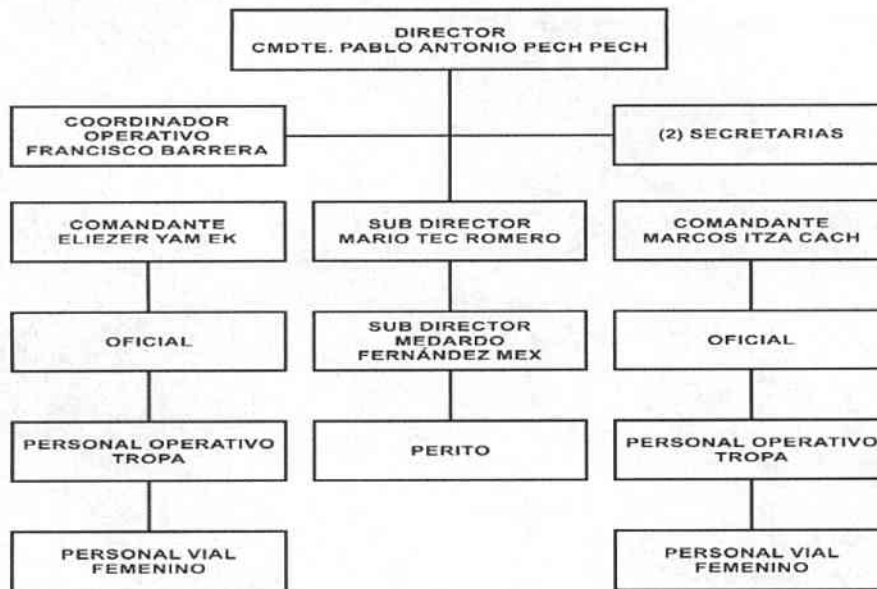 DIRECTOR
CMDTE. PABLO ANTONIO PECH PECH
COORDINADOR
OPERATIVO
FRANCISCO BARRERA
(2) SECRETARIAS
COMANDANTE
ELIEZER YAM EK
SUB DIRECTOR
MARIO TEC ROMERO
COMANDANTE
MARCOS ITZA CACH
OFICIAL
SUB DIRECTOR
MEDARDO
FERNÁNDEZ MEX
OFICIAL
PERSONAL OPERATIVO
TROPA
PERITO
PERSONAL OPERATIVO
TROPA
PERSONAL VIAL
FEMENINO
PERSONAL VIAL
FEMENINO